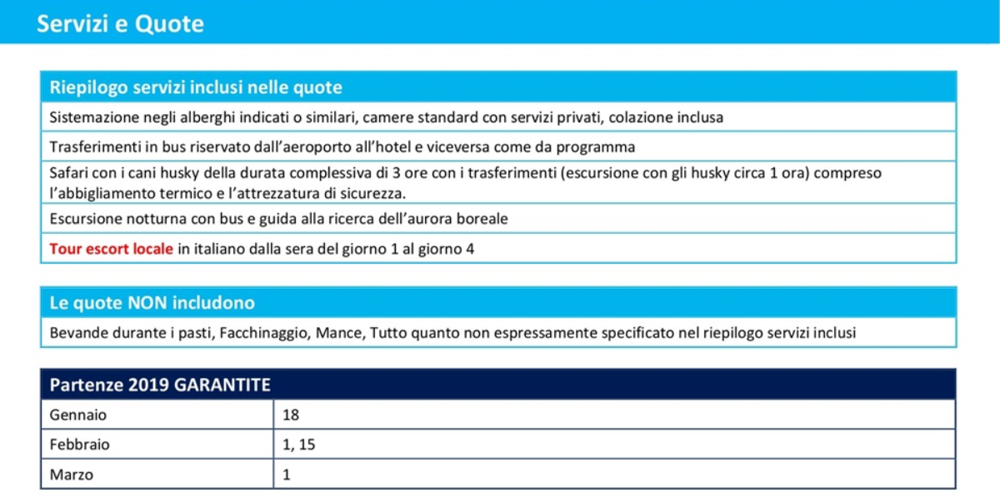 Servizi e Quote
Riepilogo servizi inclusi nelle quote
Sistemazione negli alberghi indicati o similari, camere standard con servizi privati, colazione inclusa
Trasferimenti in bus riservato dall’aeroporto all’hotel e viceversa come da programma
Safari con i cani husky della durata complessiva di 3 ore con i trasferimenti (escursione con gli husky circa 1 ora) compreso
l’abbigliamento termico e l’attrezzatura di sicurezza.
Escursione notturna con bus e guida alla ricerca dell’aurora boreale
Tour escort locale in italiano dalla sera del giorno 1 al giorno 4
Le quote NON includono
Bevande durante i pasti, Facchinaggio, Mance, Tutto quanto non espressamente specificato nel riepilogo servizi inclusi
Partenze 2019 GARANTITE
Gennaio 18
Febbraio 1, 15
Marzo 1